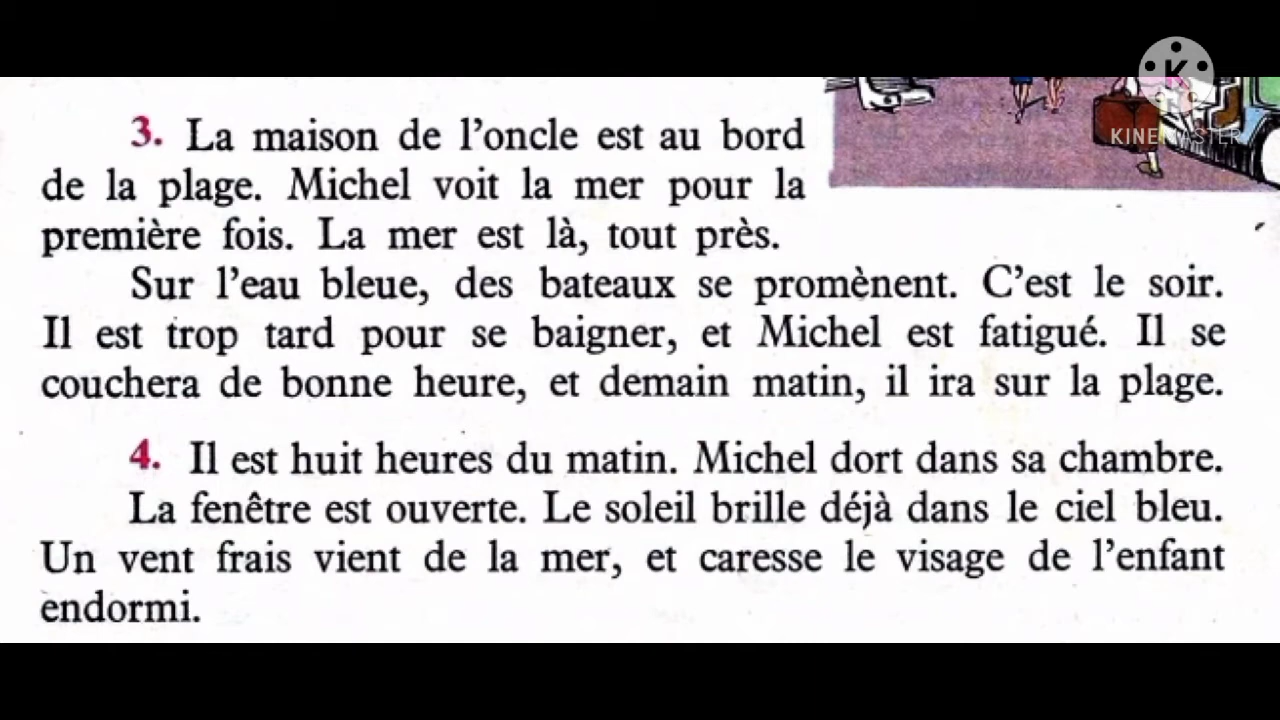 KINEMASTER
3. La maison de l'oncle est au bord
de la plage. Michel voit la mer pour la
première fois. La mer est là, tout près.
Sur l'eau bleue, des bateaux se promènent. C'est le soir.
Il est trop tard pour se baigner, et Michel est fatigué. Il se
couchera de bonne heure, et demain matin, il ira sur la plage.
4. Il est huit heures du matin. Michel dort dans sa chambre.
La fenêtre est ouverte. Le soleil brille déjà dans le ciel bleu.
Un vent frais vient de la mer, et caresse le visage de l'enfant
endormi.